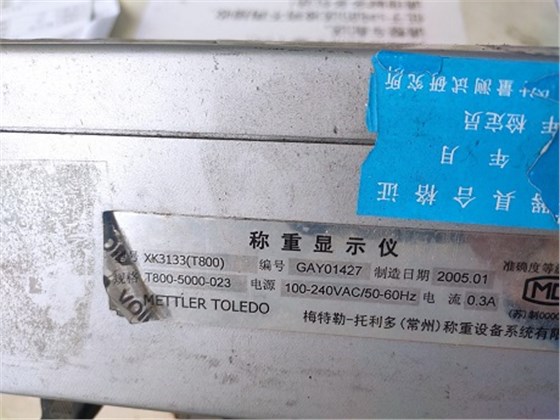 称重显示仪
号 XK3133(T800) 编号 GAY01427 制造日期 2005.01 准确度等
规格 T800-5000-023 电源 100-240VAC/50-60Hz 电 流 0.3A
METTLER TOLEDO
梅特勒-托利多(常州)称重设备系统有限
VOID
具合格证
年 月
检定员
计量测试研究所